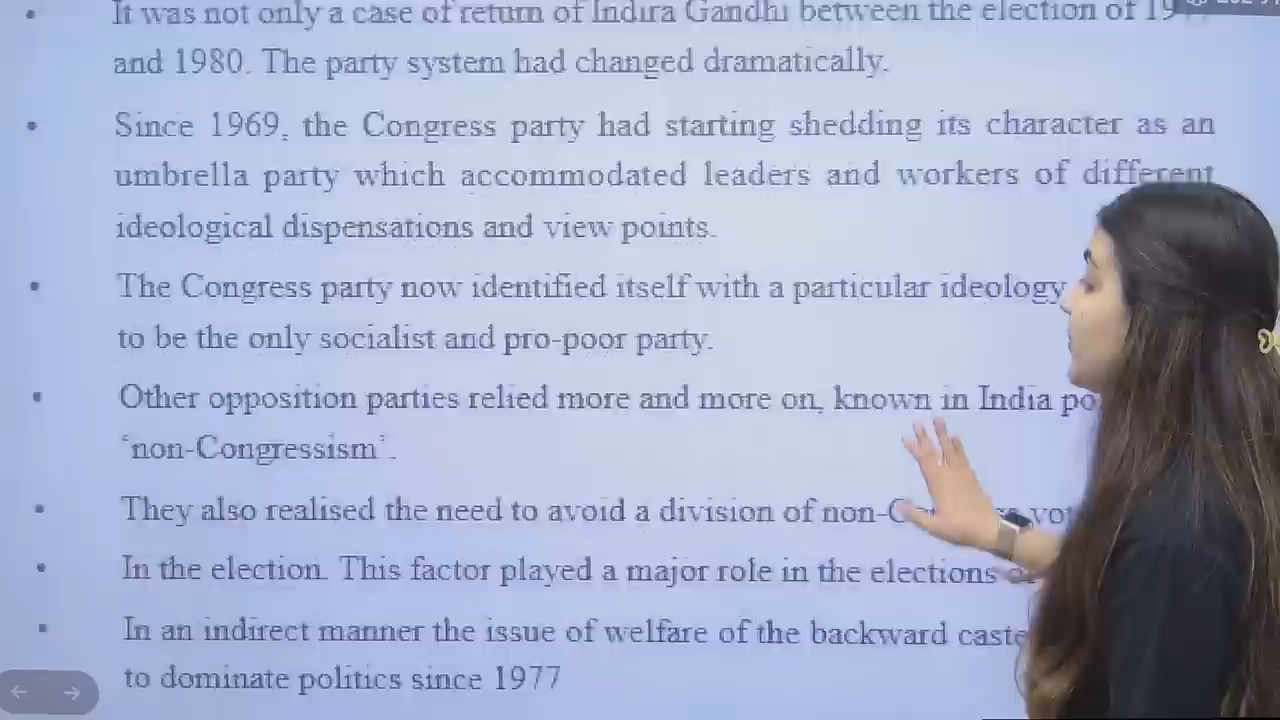 It was not only a case of return of Indira Gandhi between the election of 19
and 1980. The party system had changed dramatically.
Since 1969, the Congress party had starting shedding its character as an
umbrella party which accommodated leaders and workers of different
ideological dispensations and view points.
The Congress party now identified itself with a particular ideology
to be the only socialist and pro-poor party.
Other opposition parties relied more and more on, known in India po
'non-Congressism'.
They also realised the need to avoid a division of non-
In the election. This factor played a major role in the elections
In an indirect manner the issue of welfare of the backward caste
to dominate politics since 1977